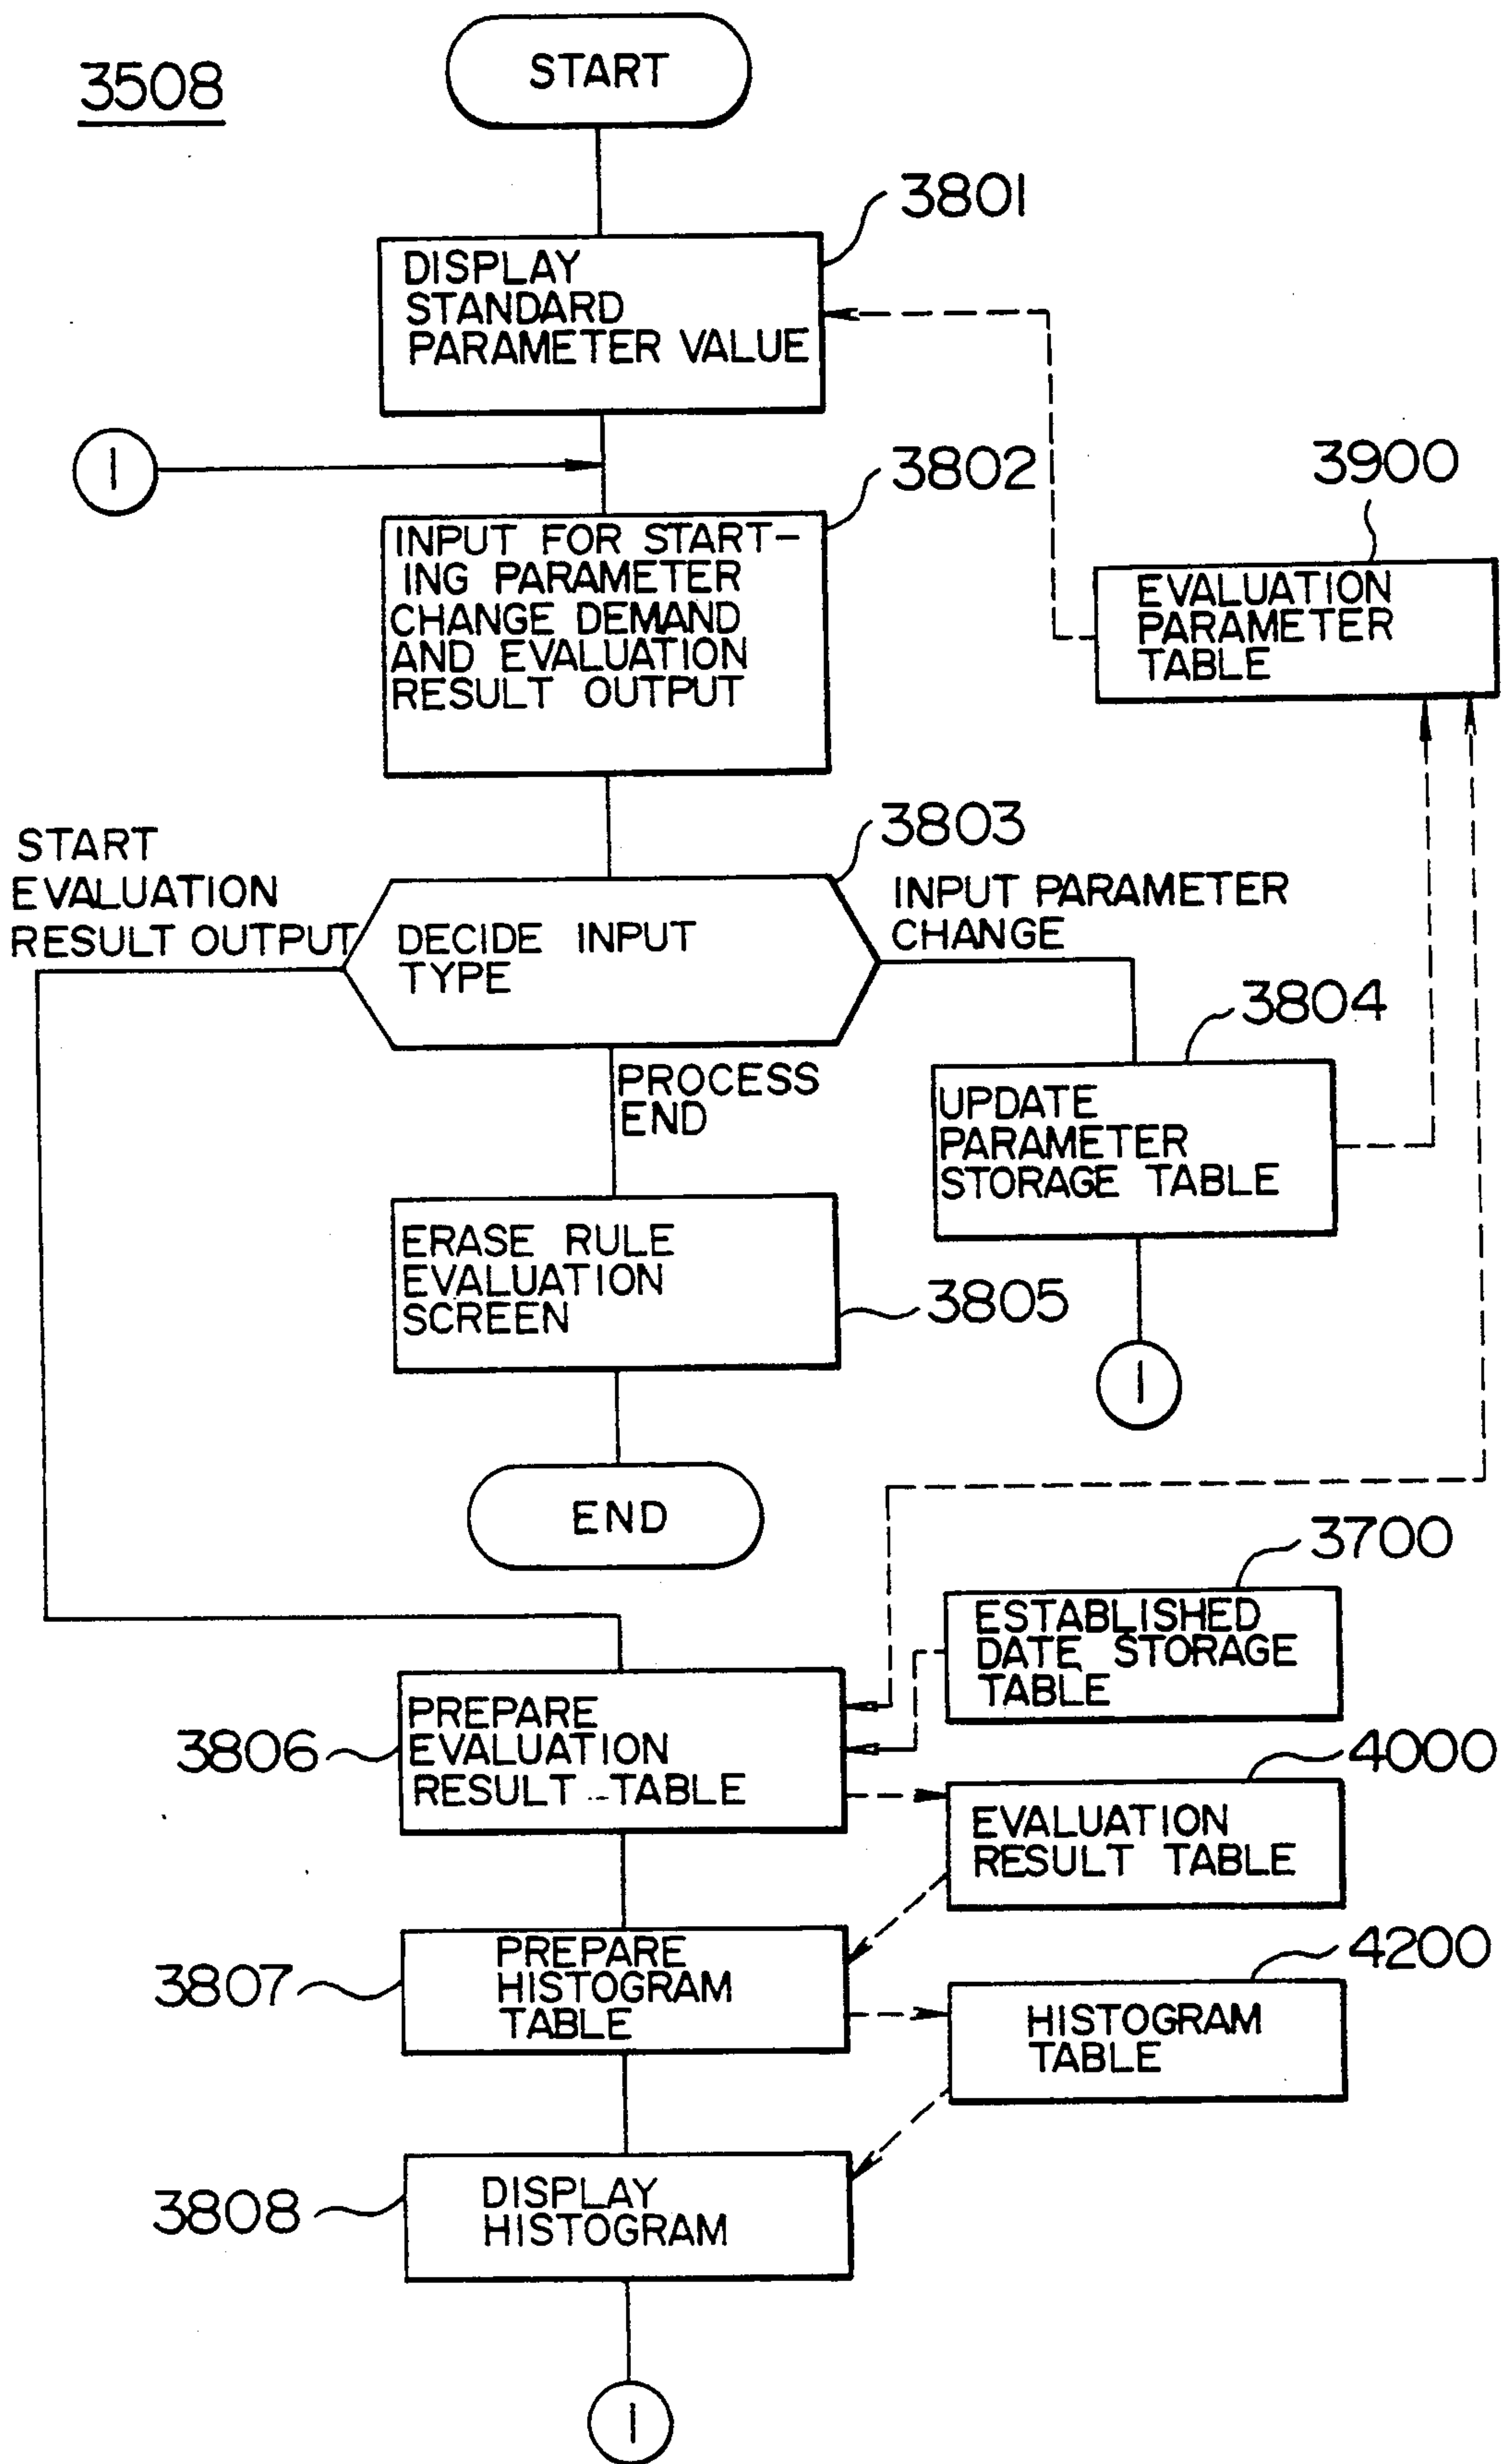 3508
START
3801
DISPLAY
STANDARD
PARAMETER VALUE
1
3802
INPUT FOR START-
ING PARAMETER
CHANGE DEMAND
AND EVALUATION
RESULT OUTPUT
3900
EVALUATION
PARAMETER
TABLE
3803
START
EVALUATION
RESULT OUTPUT
DECIDE INPUT
TYPE
INPUT PARAMETER
CHANGE
3804
PROCESS
END
UPDATE
PARAMETER
STORAGE TABLE
ERASE RULE
EVALUATION
SCREEN
3805
1
END
3700
ESTABLISHED
DATE STORAGE
TABLE
3806
PREPARE
EVALUATION
RESULT TABLE
4000
EVALUATION
RESULT TABLE
3807
PREPARE
HISTOGRAM
TABLE
4200
HISTOGRAM
TABLE
3808
DISPLAY
HISTOGRAM
1